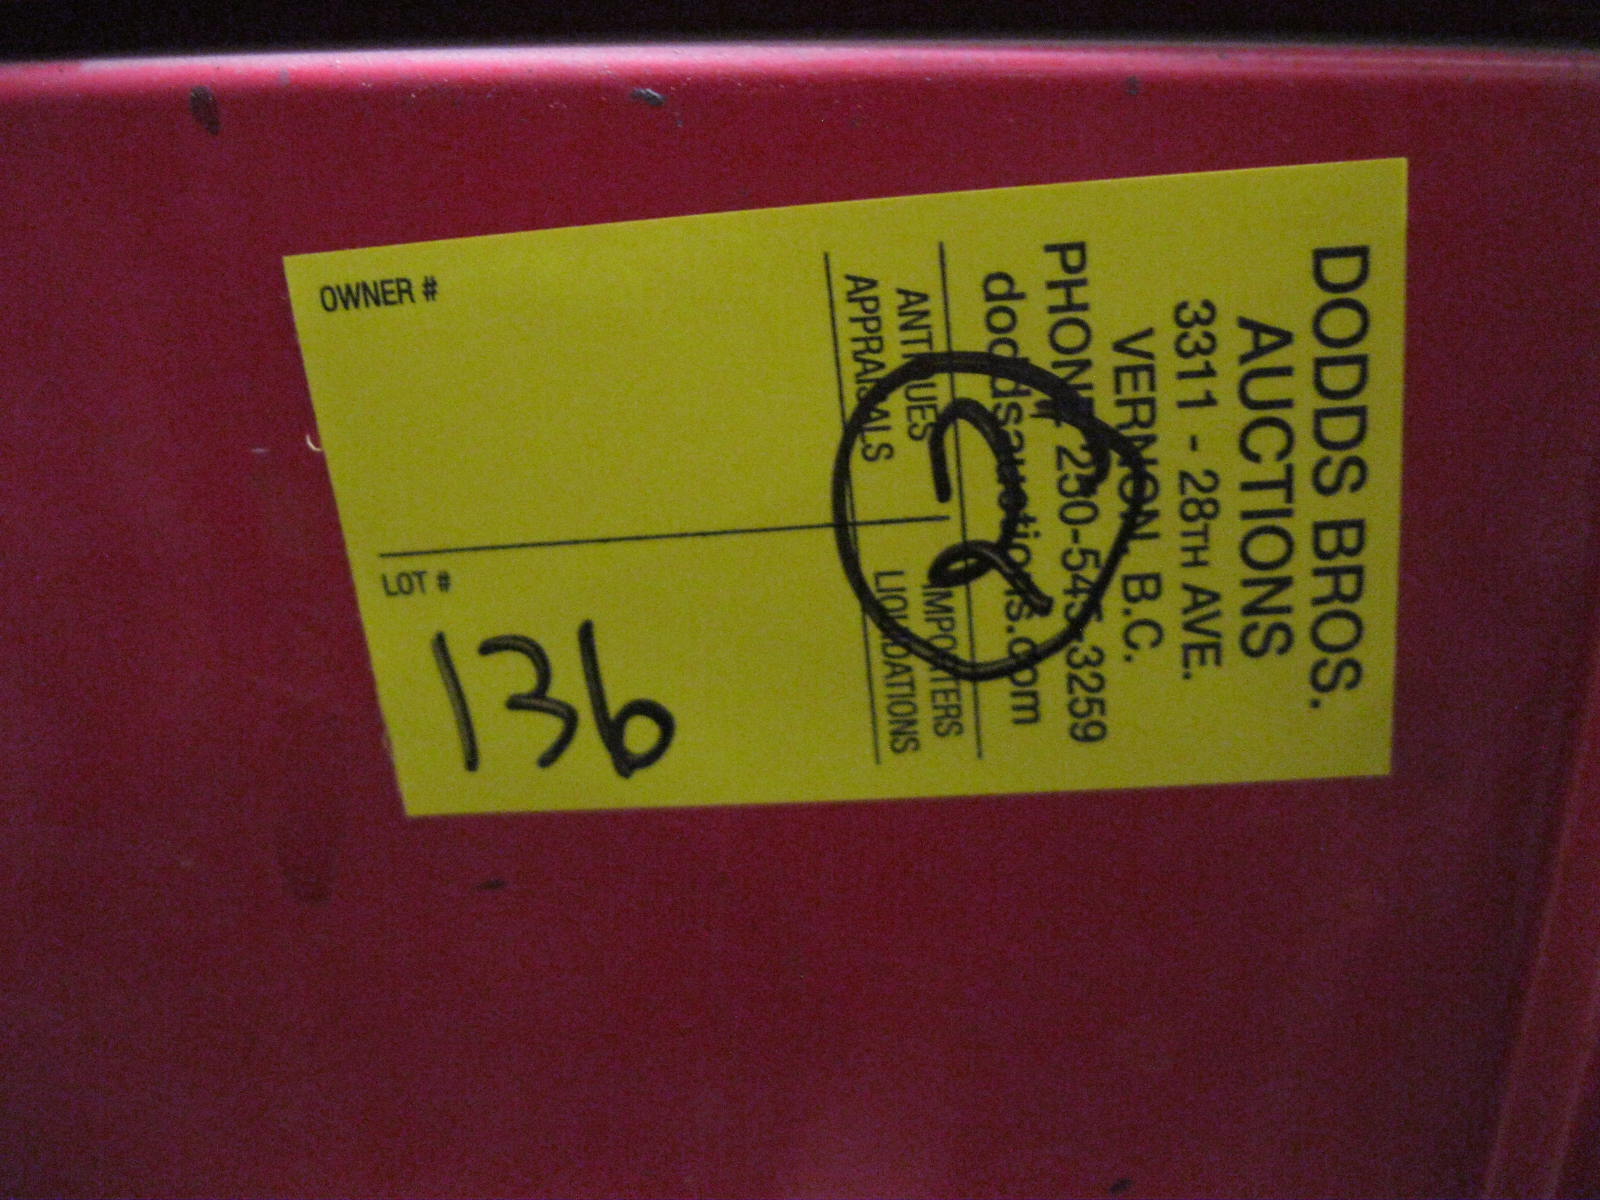 DODDS BROS.
AUCTIONS
3311 - 28TH AVE.
VERNON, B.C.
PHONE 250-545-3259
doddsauctions.com
ANTIQUES IMPORTERS
APPRAISALS LIQUIDATIONS
OWNER #
LOT #
136